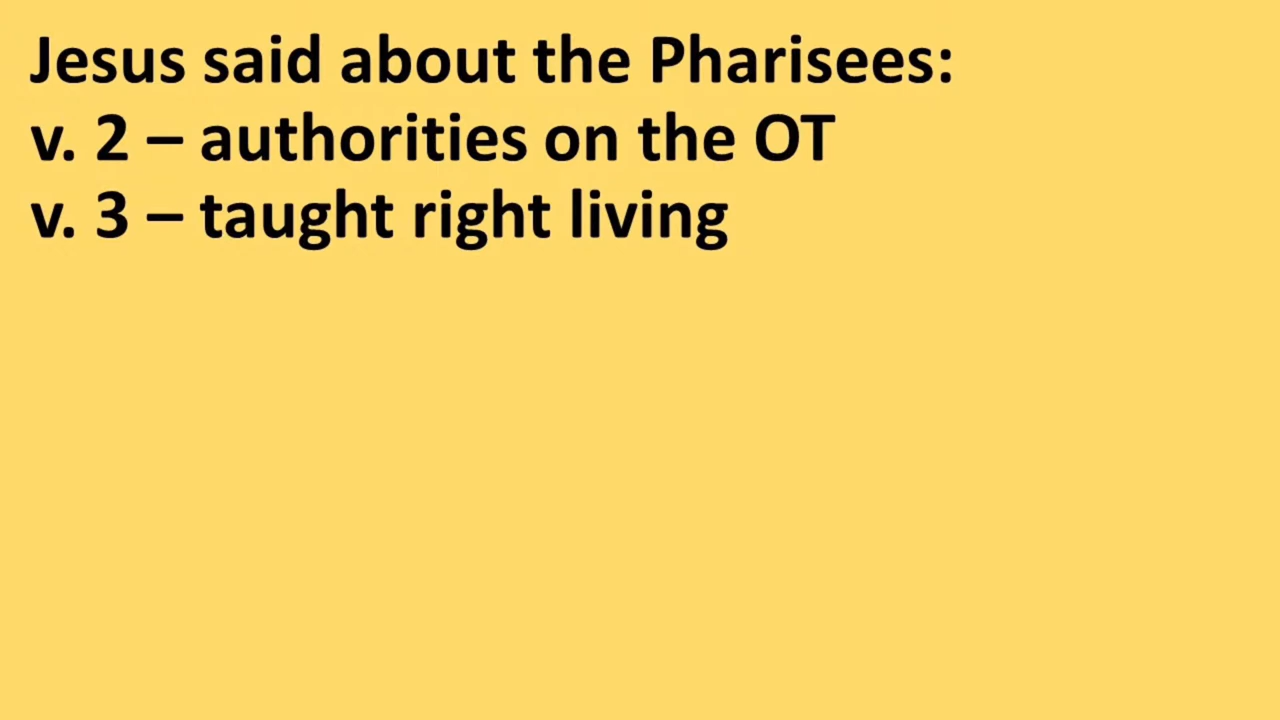 Jesus said about the Pharisees:
v. 2 – authorities on the OT
v. 3 – taught right living